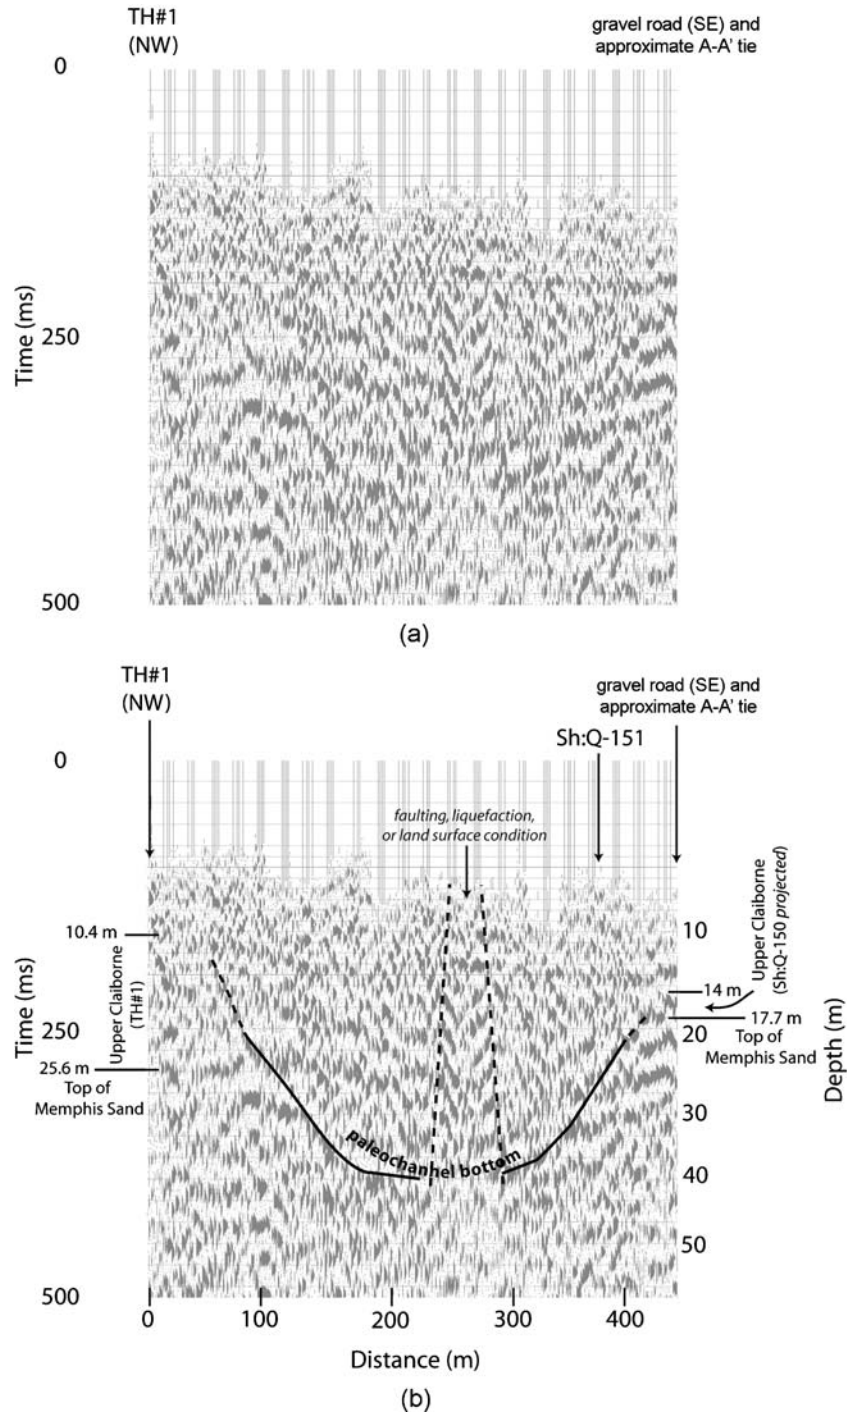 TH#1
(NW)
gravel road (SE) and
approximate A-A' tie
0
250
500
Time (ms)
(a)
TH#1
(NW)
gravel road (SE) and
approximate A-A' tie
Sh:Q-151
0
faulting, liquefaction,
or land surface condition
10.4 m
Upper Claiborne
(TH#1)
Time (ms)
250
25.6 m
Top of
Memphis Sand
500
paleochannel bottom
10
14 m
Upper Claiborne
(Sh:Q-150 projected)
17.7 m
Top of
Memphis Sand
20
30
40
50
Depth (m)
0
100
200
300
400
Distance (m)
(b)